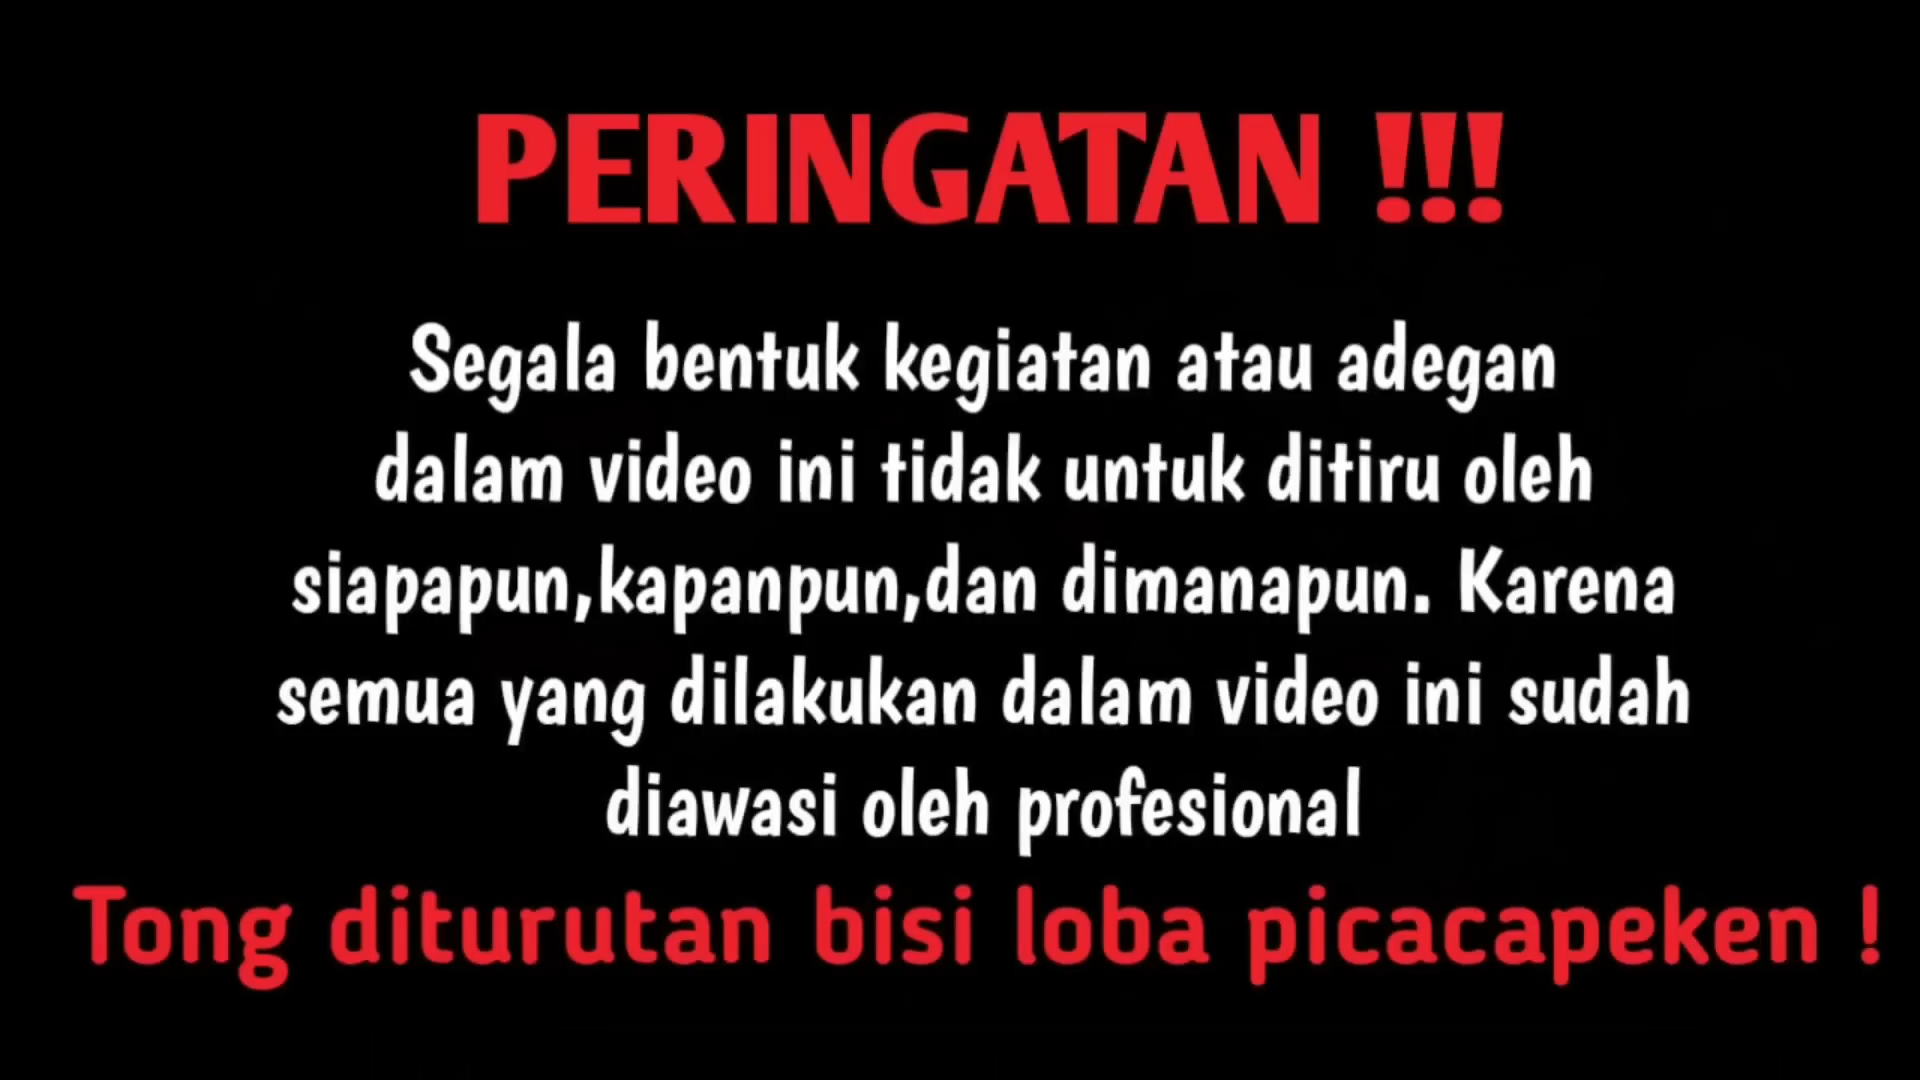 PERINGATAN !!!
Segala bentuk kegiatan atau adegan
dalam video ini tidak untuk ditiru oleh
siapapun,kapanpun,dan dimanapun. Karena
semua yang dilakukan dalam video ini sudah
diawasi oleh profesional
Tong diturutan bisi loba picacapeken !